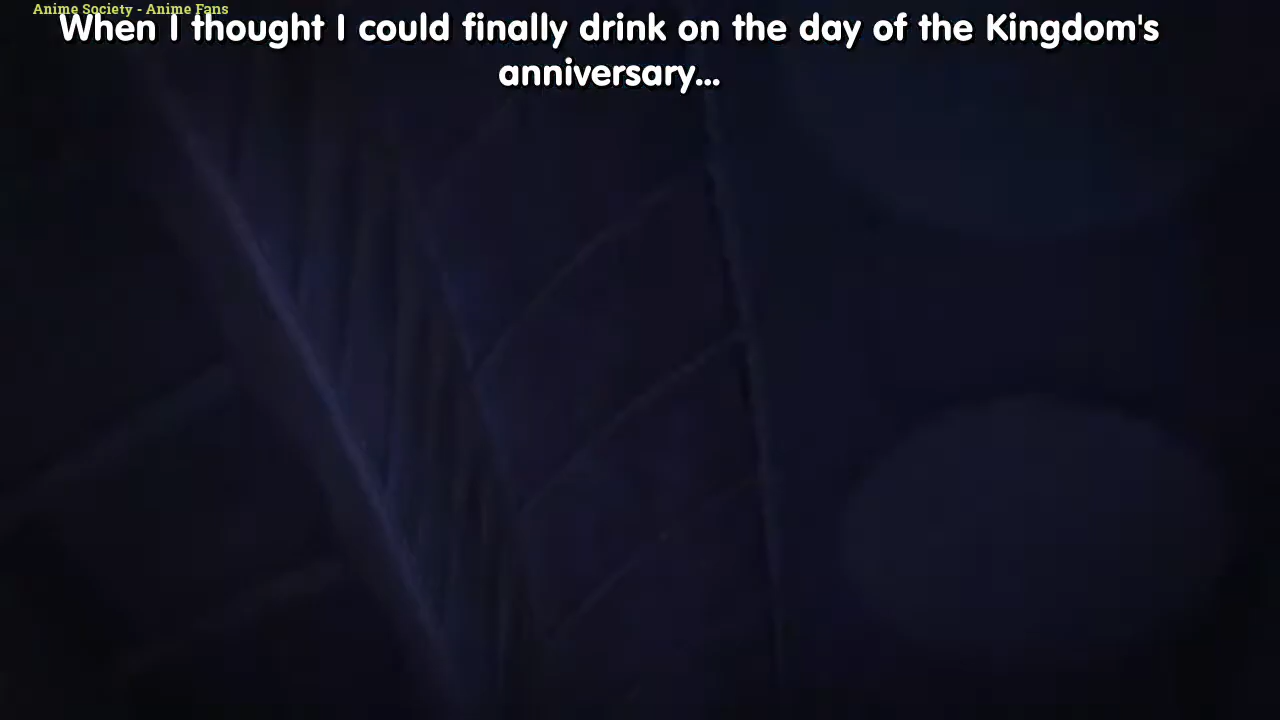 Anime Society - Anime Fans
When I thought I could finally drink on the day of the Kingdom's
anniversary...